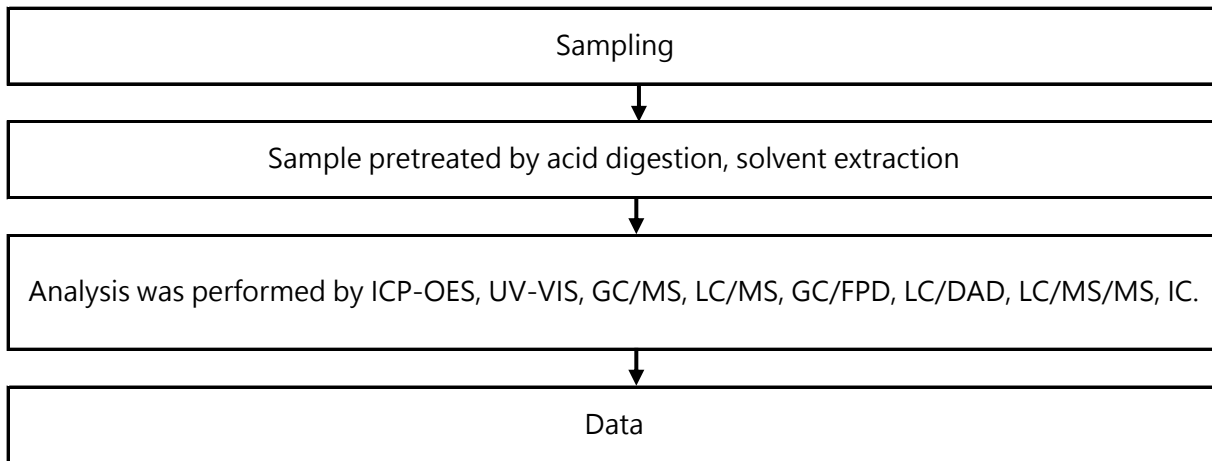 Sampling
Sample pretreated by acid digestion, solvent extraction
Analysis was performed by ICP-OES, UV-VIS, GC/MS, LC/MS, GC/FPD, LC/DAD, LC/MS/MS, IC.
Data